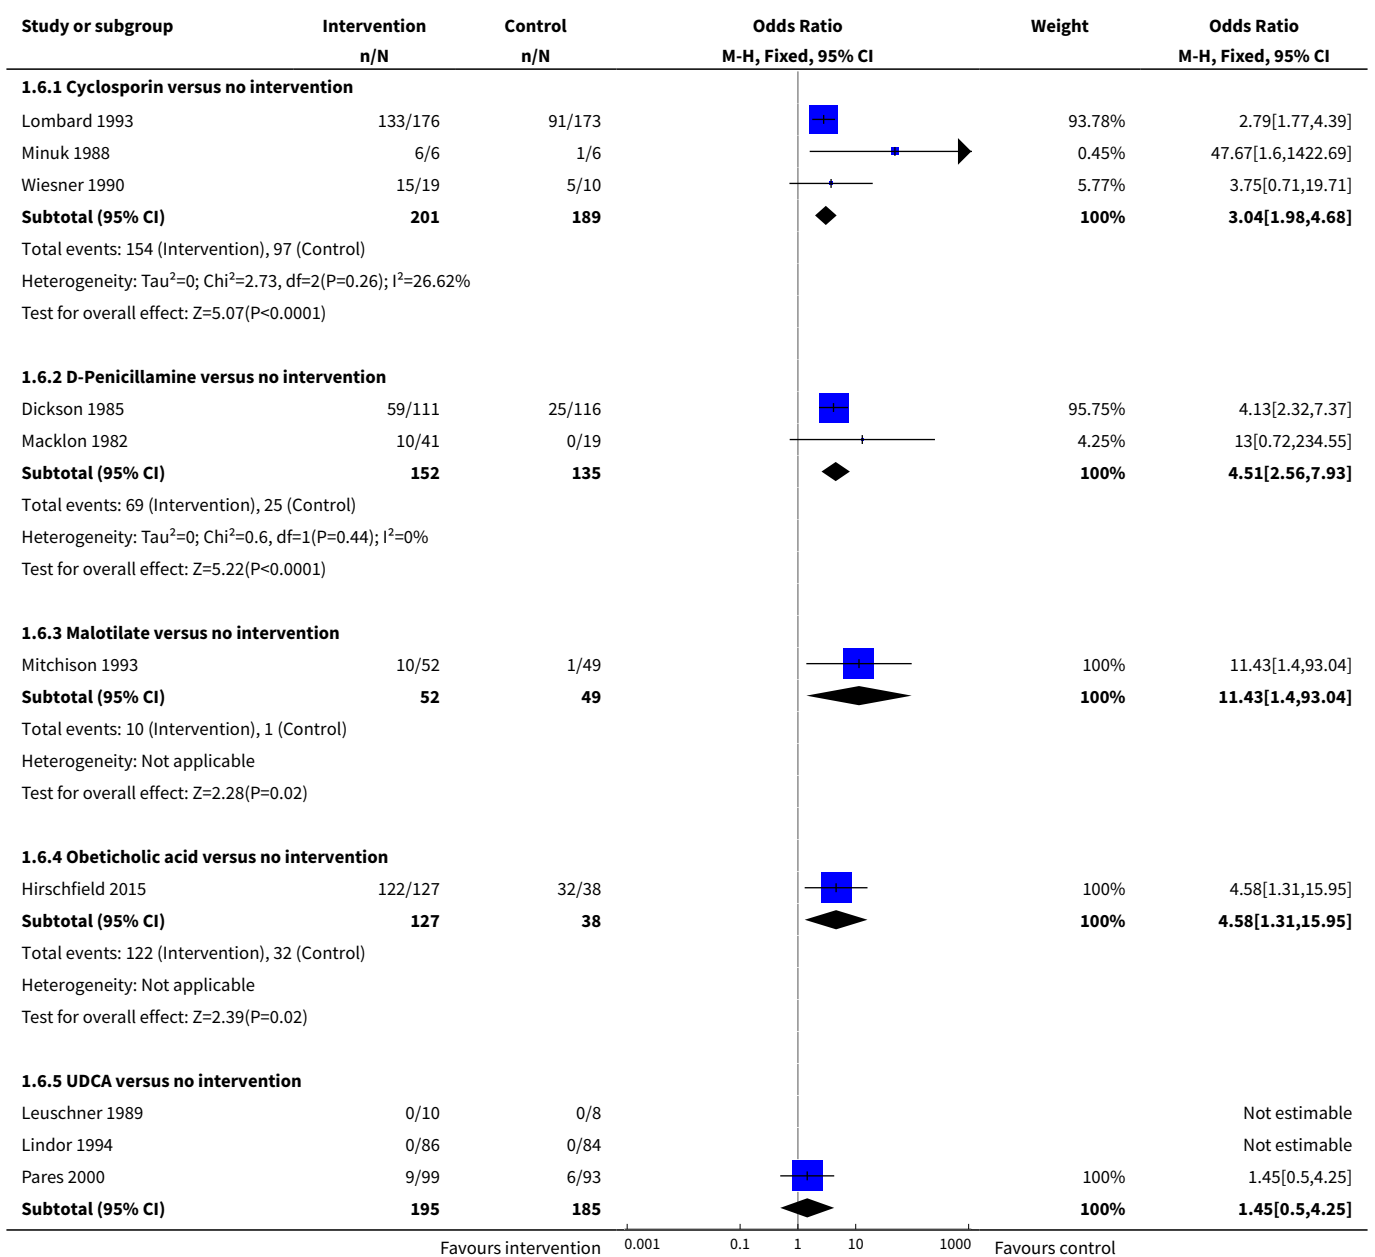 Study or subgroup Intervention Control Odds Ratio Weight Odds Ratio
n/N n/N M-H, Fixed, 95% CI M-H, Fixed, 95% CI
1.6.1 Cyclosporin versus no intervention
Lombard 1993 133/176 91/173 93.78% 2.79[1.77,4.39]
Minuk 1988 6/6 1/6 0.45% 47.67[1.6,1422.69]
Wiesner 1990 15/19 5/10 5.77% 3.75[0.71,19.71]
Subtotal (95% CI) 201 189 100% 3.04[1.98,4.68]
Total events: 154 (Intervention), 97 (Control)
Heterogeneity: Tau²=0; Chi²=2.73, df=2(P=0.26); I²=26.62%
Test for overall effect: Z=5.07(P<0.0001)
1.6.2 D-Penicillamine versus no intervention
Dickson 1985 59/111 25/116 95.75% 4.13[2.32,7.37]
Macklon 1982 10/41 0/19 4.25% 13[0.72,234.55]
Subtotal (95% CI) 152 135 100% 4.51[2.56,7.93]
Total events: 69 (Intervention), 25 (Control)
Heterogeneity: Tau²=0; Chi²=0.6, df=1(P=0.44); I²=0%
Test for overall effect: Z=5.22(P<0.0001)
1.6.3 Malotilate versus no intervention
Mitchison 1993 10/52 1/49 100% 11.43[1.4,93.04]
Subtotal (95% CI) 52 49 100% 11.43[1.4,93.04]
Total events: 10 (Intervention), 1 (Control)
Heterogeneity: Not applicable
Test for overall effect: Z=2.28(P=0.02)
1.6.4 Obeticholic acid versus no intervention
Hirschfield 2015 122/127 32/38 100% 4.58[1.31,15.95]
Subtotal (95% CI) 127 38 100% 4.58[1.31,15.95]
Total events: 122 (Intervention), 32 (Control)
Heterogeneity: Not applicable
Test for overall effect: Z=2.39(P=0.02)
1.6.5 UDCA versus no intervention
Leuschner 1989 0/10 0/8 Not estimable
Lindor 1994 0/86 0/84 Not estimable
Pares 2000 9/99 6/93 100% 1.45[0.5,4.25]
Subtotal (95% CI) 195 185 100% 1.45[0.5,4.25]
Favours intervention 0.001 0.1 1 10 1000 Favours control